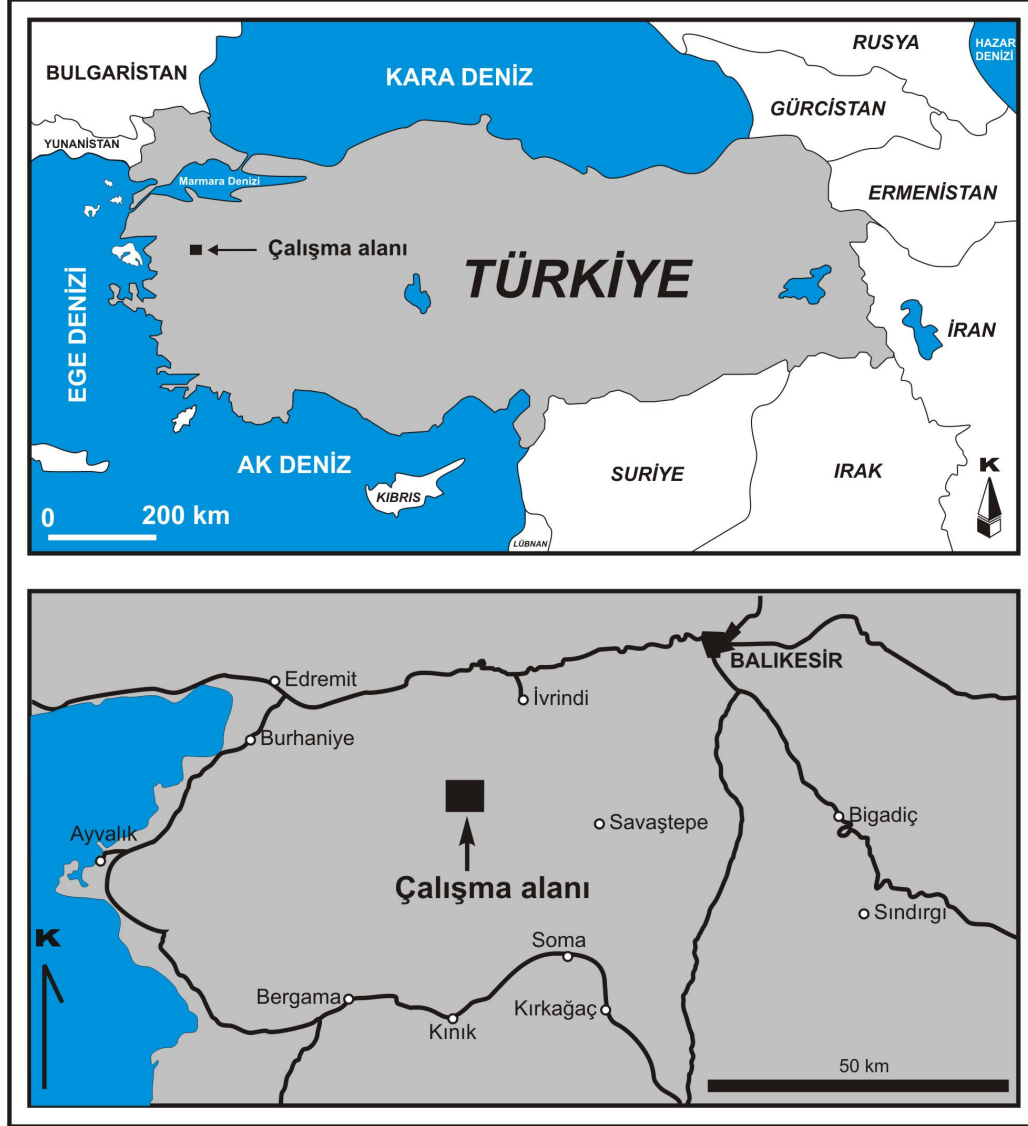 RUSYA
HAZAR
DENİZİ
BULGARİSTAN
KARA DENİZ
GÜRCİSTAN
YUNANİSTAN
Marmara Denizi
ERMENİSTAN
Çalışma alanı
TÜRKİYE
İRAN
EGE DENİZİ
AK DENİZ
KIBRIS
SURİYE
IRAK
K
0
200 km
LÜBNAN
BALIKESİR
Edremit
İvrindi
Burhaniye
Savaştepe
Bigadiç
Ayvalık
Çalışma alanı
Sındırgı
K
Soma
Bergama
Kırkağaç
Kınık
50 km